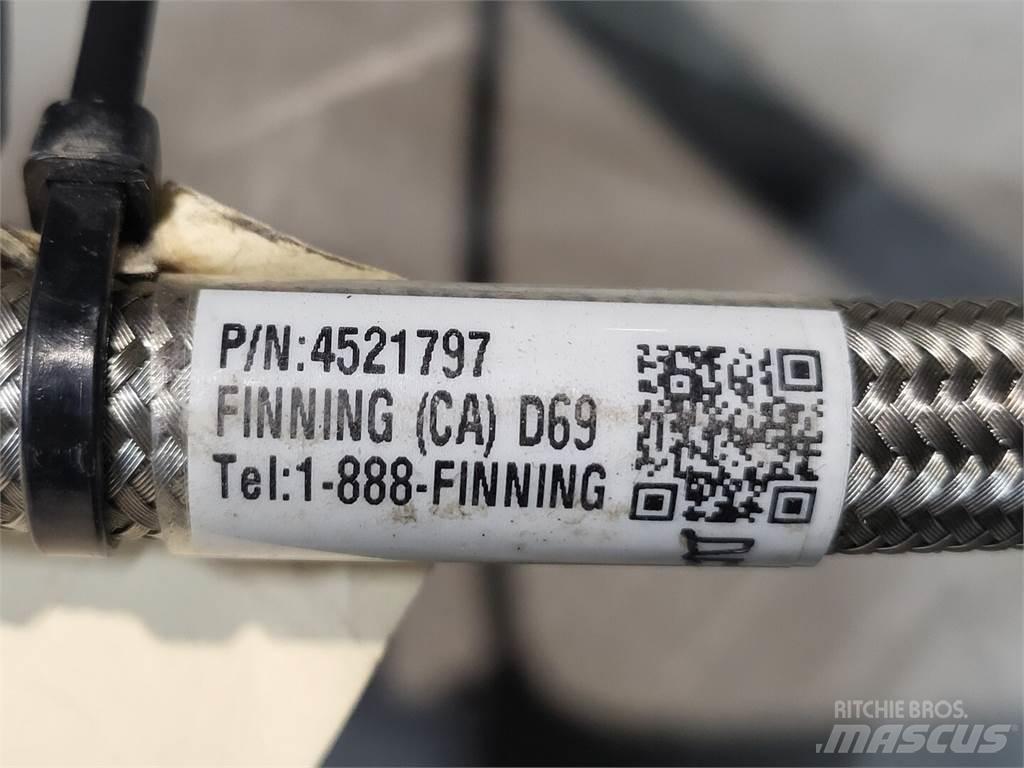 P/N:4521797
FINNING (CA) D69
Tel:1-888-FINNING
RITCHIE BROS.
MASCUS